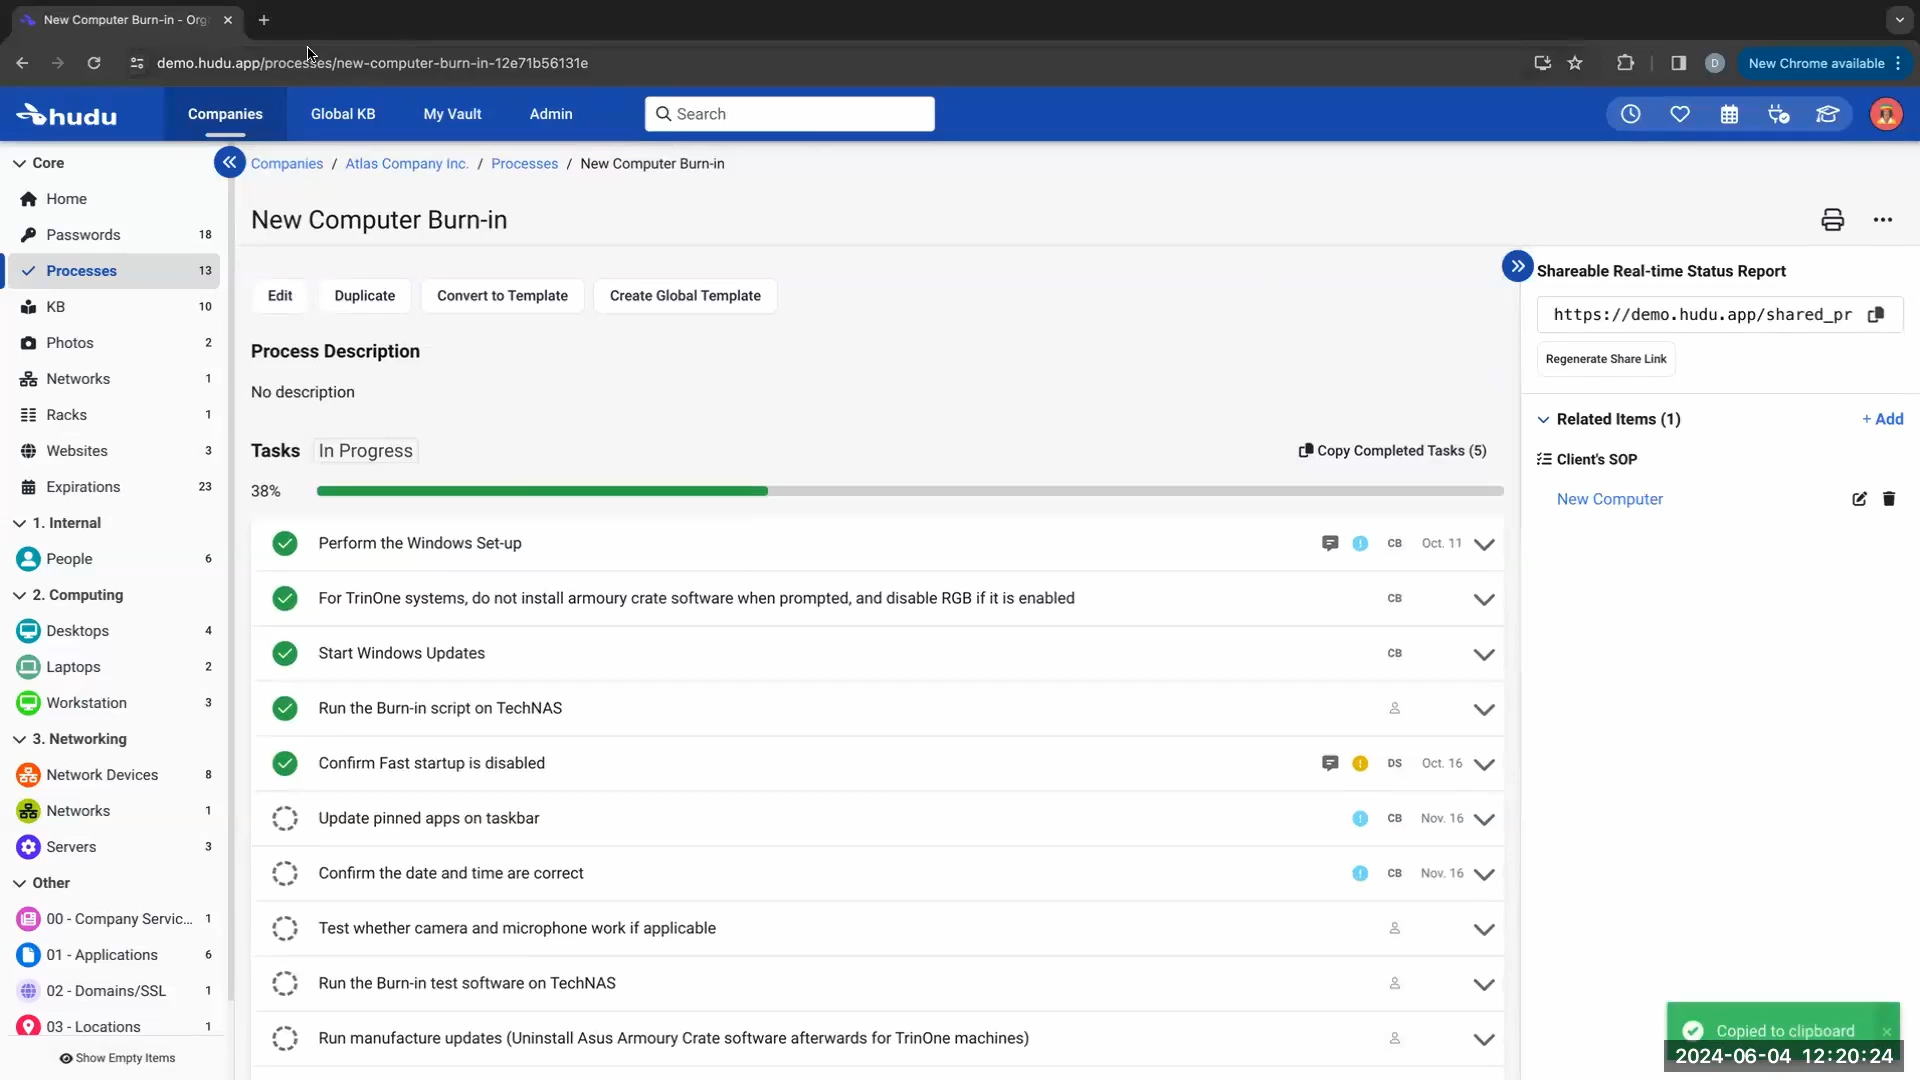 New Computer Burn-in - Org
demo.hudu.app/processes/new-computer-burn-in-12e71b56131e
D
New Chrome available
hudu
Companies
Global KB
My Vault
Admin
Search
Core
Home
Passwords 18
Processes 13
KB 10
Photos 2
Networks 1
Racks 1
Websites 3
Expirations 23
1. Internal
People 6
2. Computing
Desktops 4
Laptops 2
Workstation 3
3. Networking
Network Devices 8
Networks 1
Servers 3
Other
00 - Company Servic... 1
01 - Applications 6
02 - Domains/SSL 1
03 - Locations 1
Show Empty Items
Companies / Atlas Company Inc. / Processes / New Computer Burn-in
New Computer Burn-in
Edit
Duplicate
Convert to Template
Create Global Template
Process Description
No description
Tasks In Progress
Copy Completed Tasks (5)
38%
Perform the Windows Set-up CB Oct. 11
For TrinOne systems, do not install armoury crate software when prompted, and disable RGB if it is enabled CB
Start Windows Updates CB
Run the Burn-in script on TechNAS
Confirm Fast startup is disabled DS Oct. 16
Update pinned apps on taskbar CB Nov. 16
Confirm the date and time are correct CB Nov. 16
Test whether camera and microphone work if applicable
Run the Burn-in test software on TechNAS
Run manufacture updates (Uninstall Asus Armoury Crate software afterwards for TrinOne machines)
Shareable Real-time Status Report
https://demo.hudu.app/shared_pr
Regenerate Share Link
Related Items (1) + Add
Client's SOP
New Computer
Copied to clipboard
2024-06-04 12:20:24